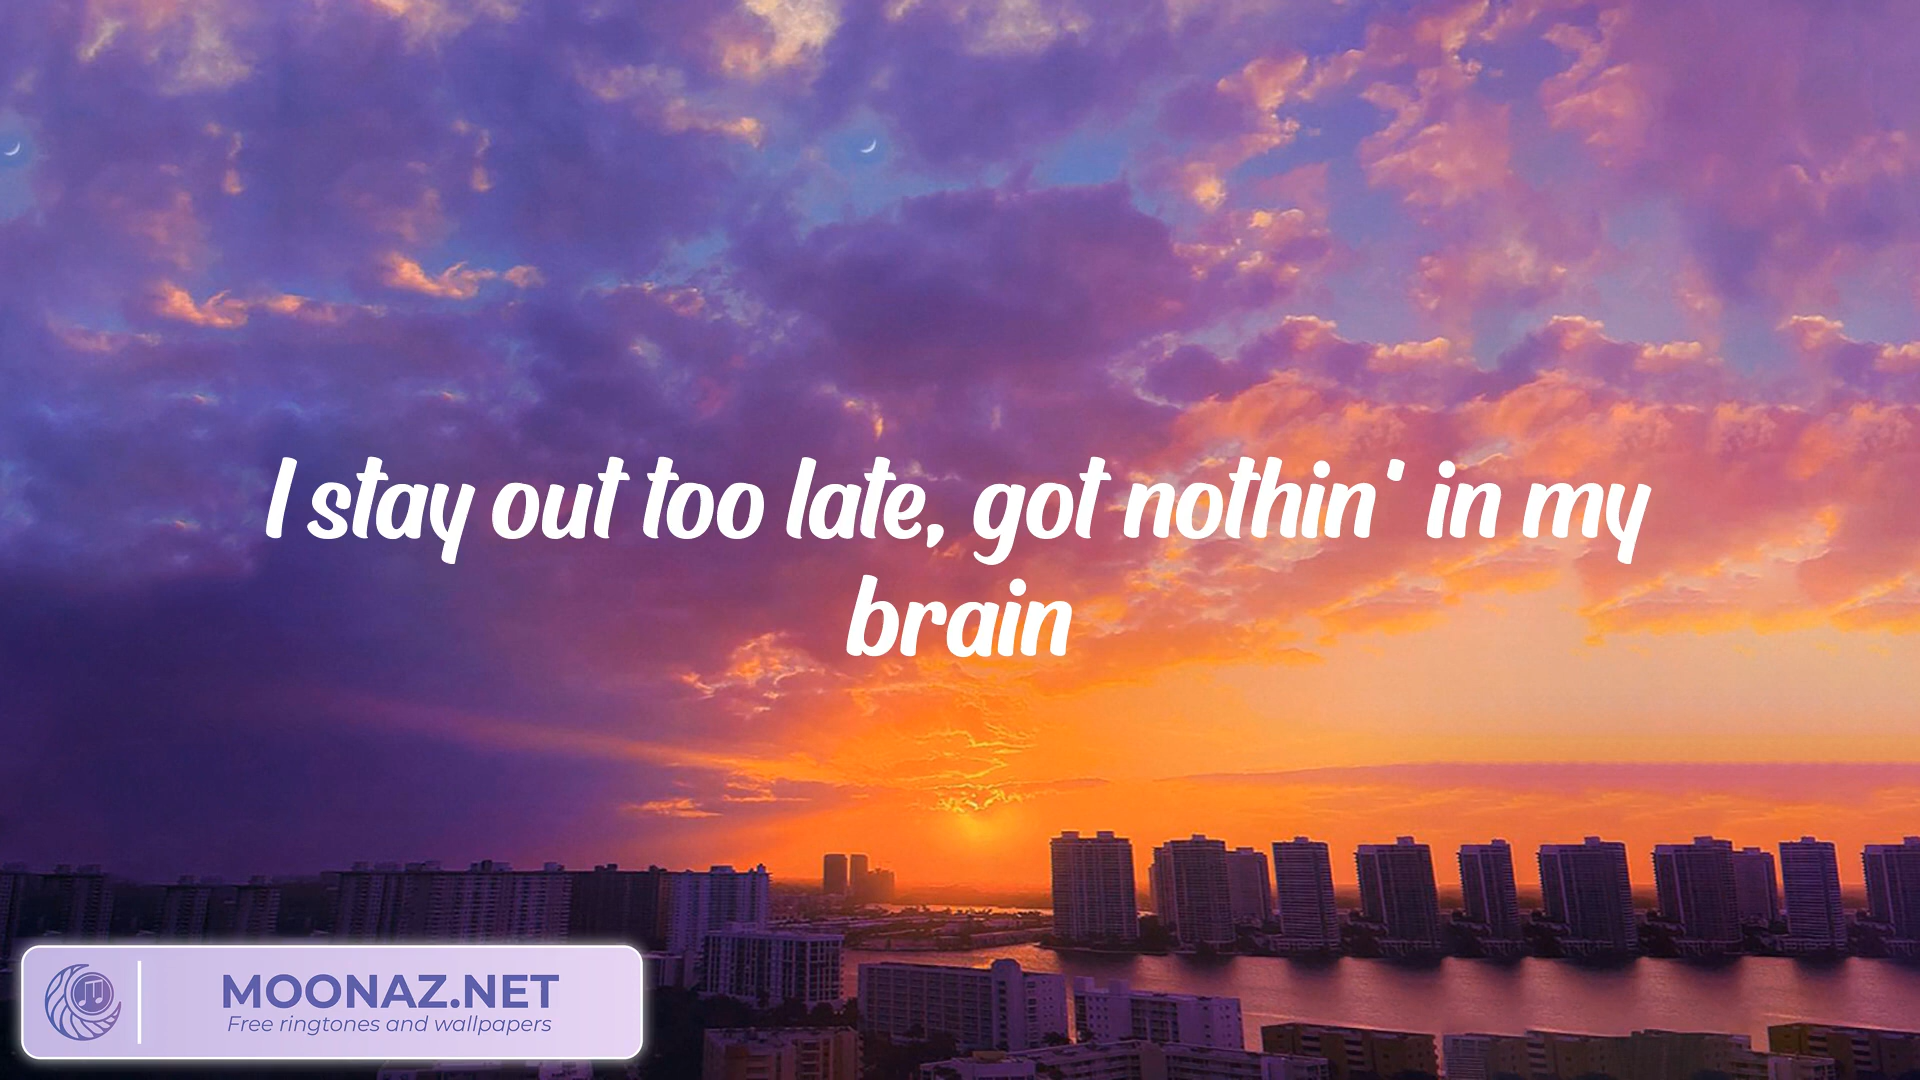 I stay out too late, got nothin' in my
brain
MOONAZ.NET
Free ringtones and wallpapers